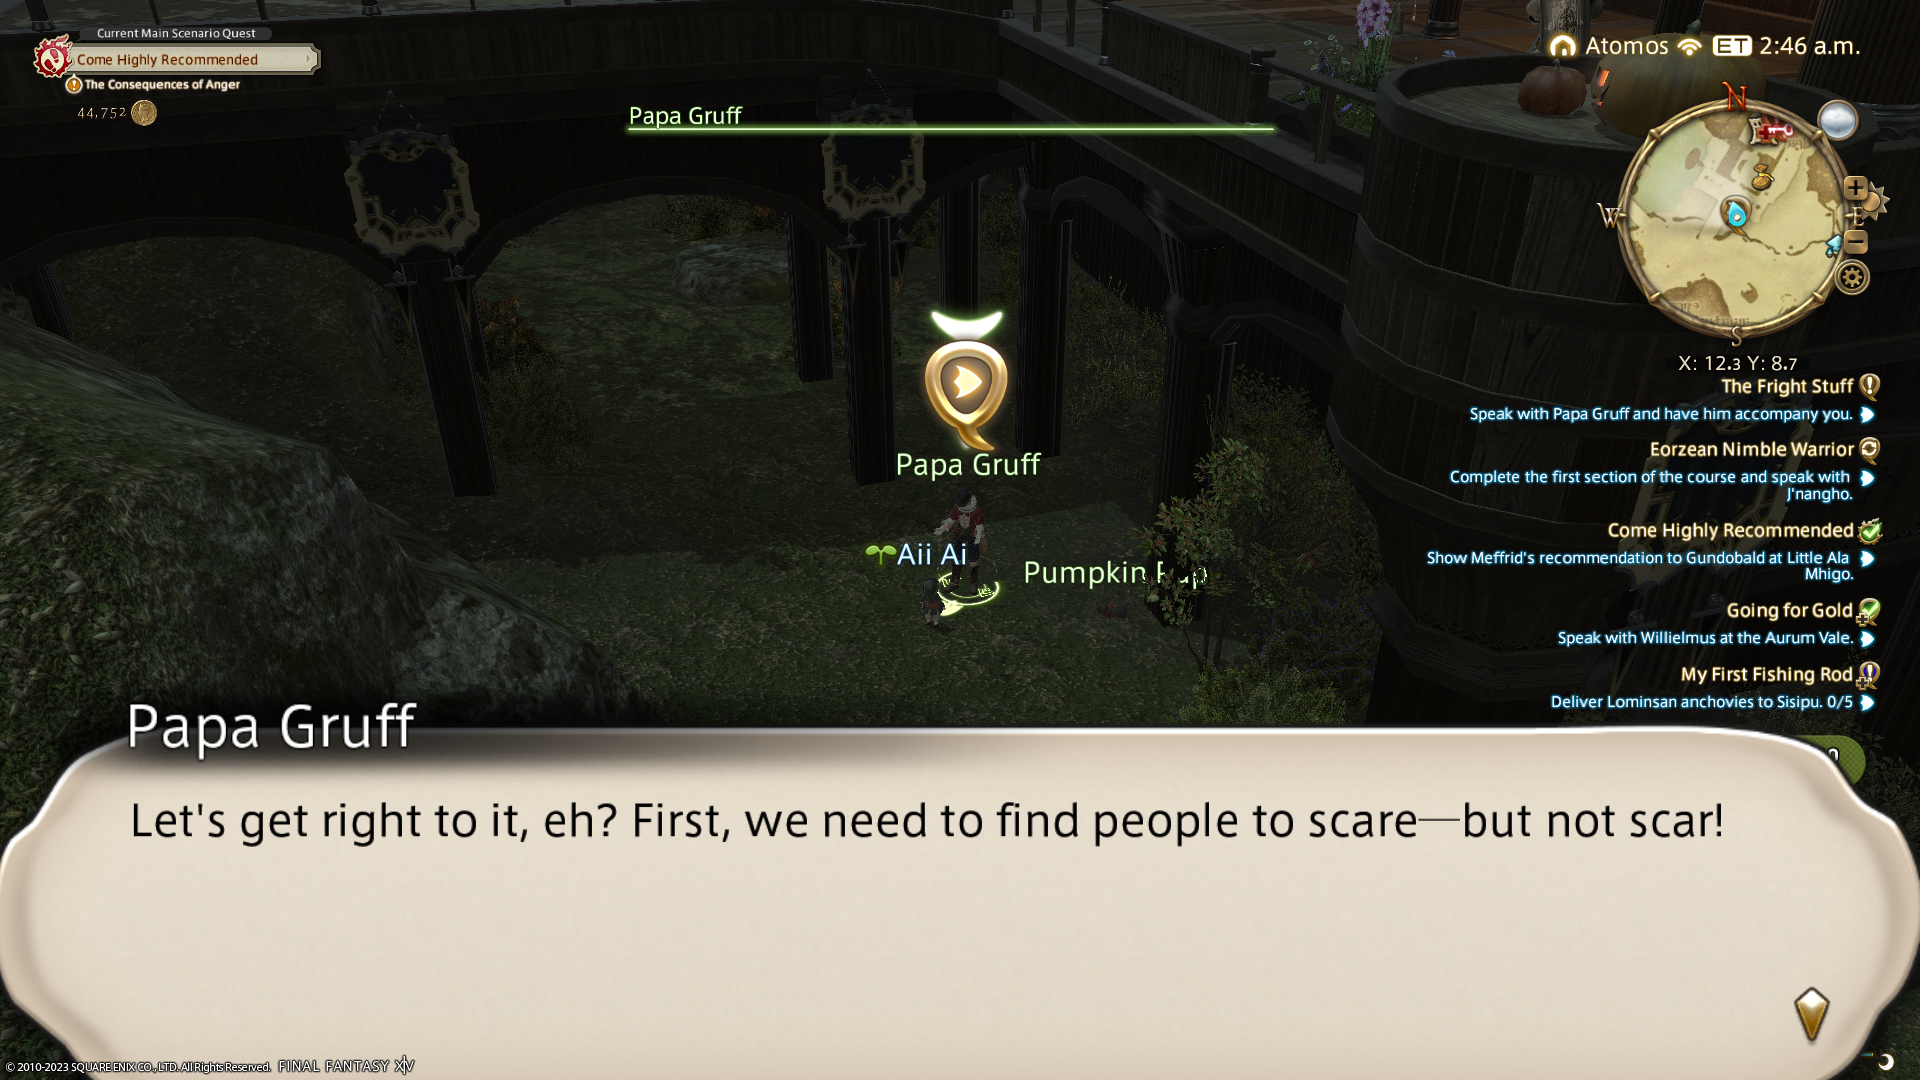 Current Main Scenario Quest
Come Highly Recommended
The Consequences of Anger
44,752
Papa Gruff
Atomos ET 2:46 a.m.
N
W
E
S
X: 12.3 Y: 8.7
The Fright Stuff
Speak with Papa Gruff and have him accompany you.
Eorzean Nimble Warrior
Complete the first section of the course and speak with
J'nangho.
Come Highly Recommended
Show Meffrid's recommendation to Gundobald at Little Ala
Mhigo.
Going for Gold
Speak with Willielmus at the Aurum Vale.
My First Fishing Rod
Deliver Lominsan anchovies to Sisipu. 0/5
Papa Gruff
Aii Ai
Pumpkin
Papa Gruff
Let's get right to it, eh? First, we need to find people to scare—but not scar!
© 2010-2023 SQUARE ENIX CO., LTD. All Rights Reserved. FINAL FANTASY XIV